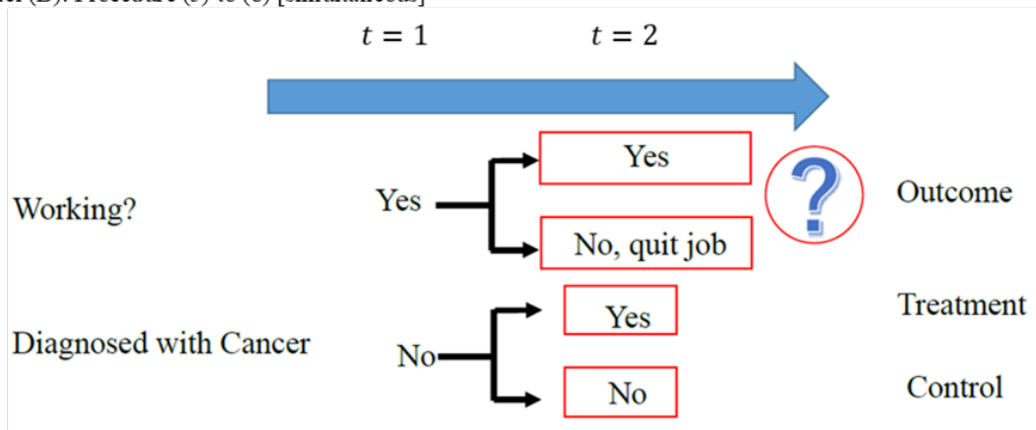 t = 1 t = 2
Yes
Working? Yes Outcome
No, quit job
Yes Treatment
Diagnosed with Cancer No
No Control